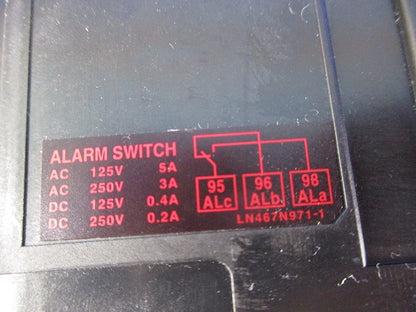 ALARM SWITCH
AC 125V 5A
AC 250V 3A
DC 125V 0.4A
DC 250V 0.2A
95 96 98
ALc ALb ALa
LN467N971-1